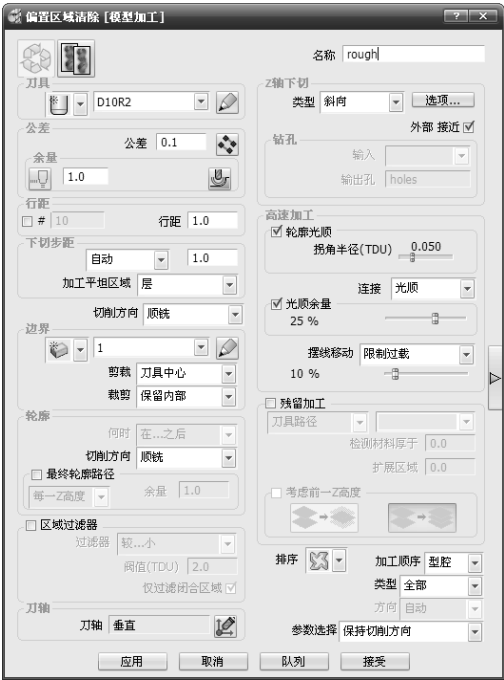 偏置区域清除 [模型加工]
名称 rough
刀具
D10R2
公差
公差 0.1
余量
1.0
行距
# 10 行距 1.0
下切步距
自动 1.0
加工平坦区域 层
切削方向 顺铣
边界
1
剪裁 刀具中心
裁剪 保留内部
轮廓
何时 在...之后
切削方向 顺铣
最终轮廓路径
每一Z高度 余量 1.0
区域过滤器
过滤器 较...小
阀值(TDU) 2.0
仅过滤闭合区域
刀轴
刀轴 垂直
Z轴下切
类型 斜向 选项...
外部 接近
钻孔
输入
输出孔 holes
高速加工
轮廓光顺
拐角半径(TDU) 0.050
连接 光顺
光顺余量
25 %
摆线移动 限制过载
10 %
残留加工
刀具路径
检测材料厚于 0.0
扩展区域 0.0
考虑前一Z高度
排序 加工顺序 型腔
类型 全部
方向 自动
参数选择 保持切削方向
应用 取消 队列 接受